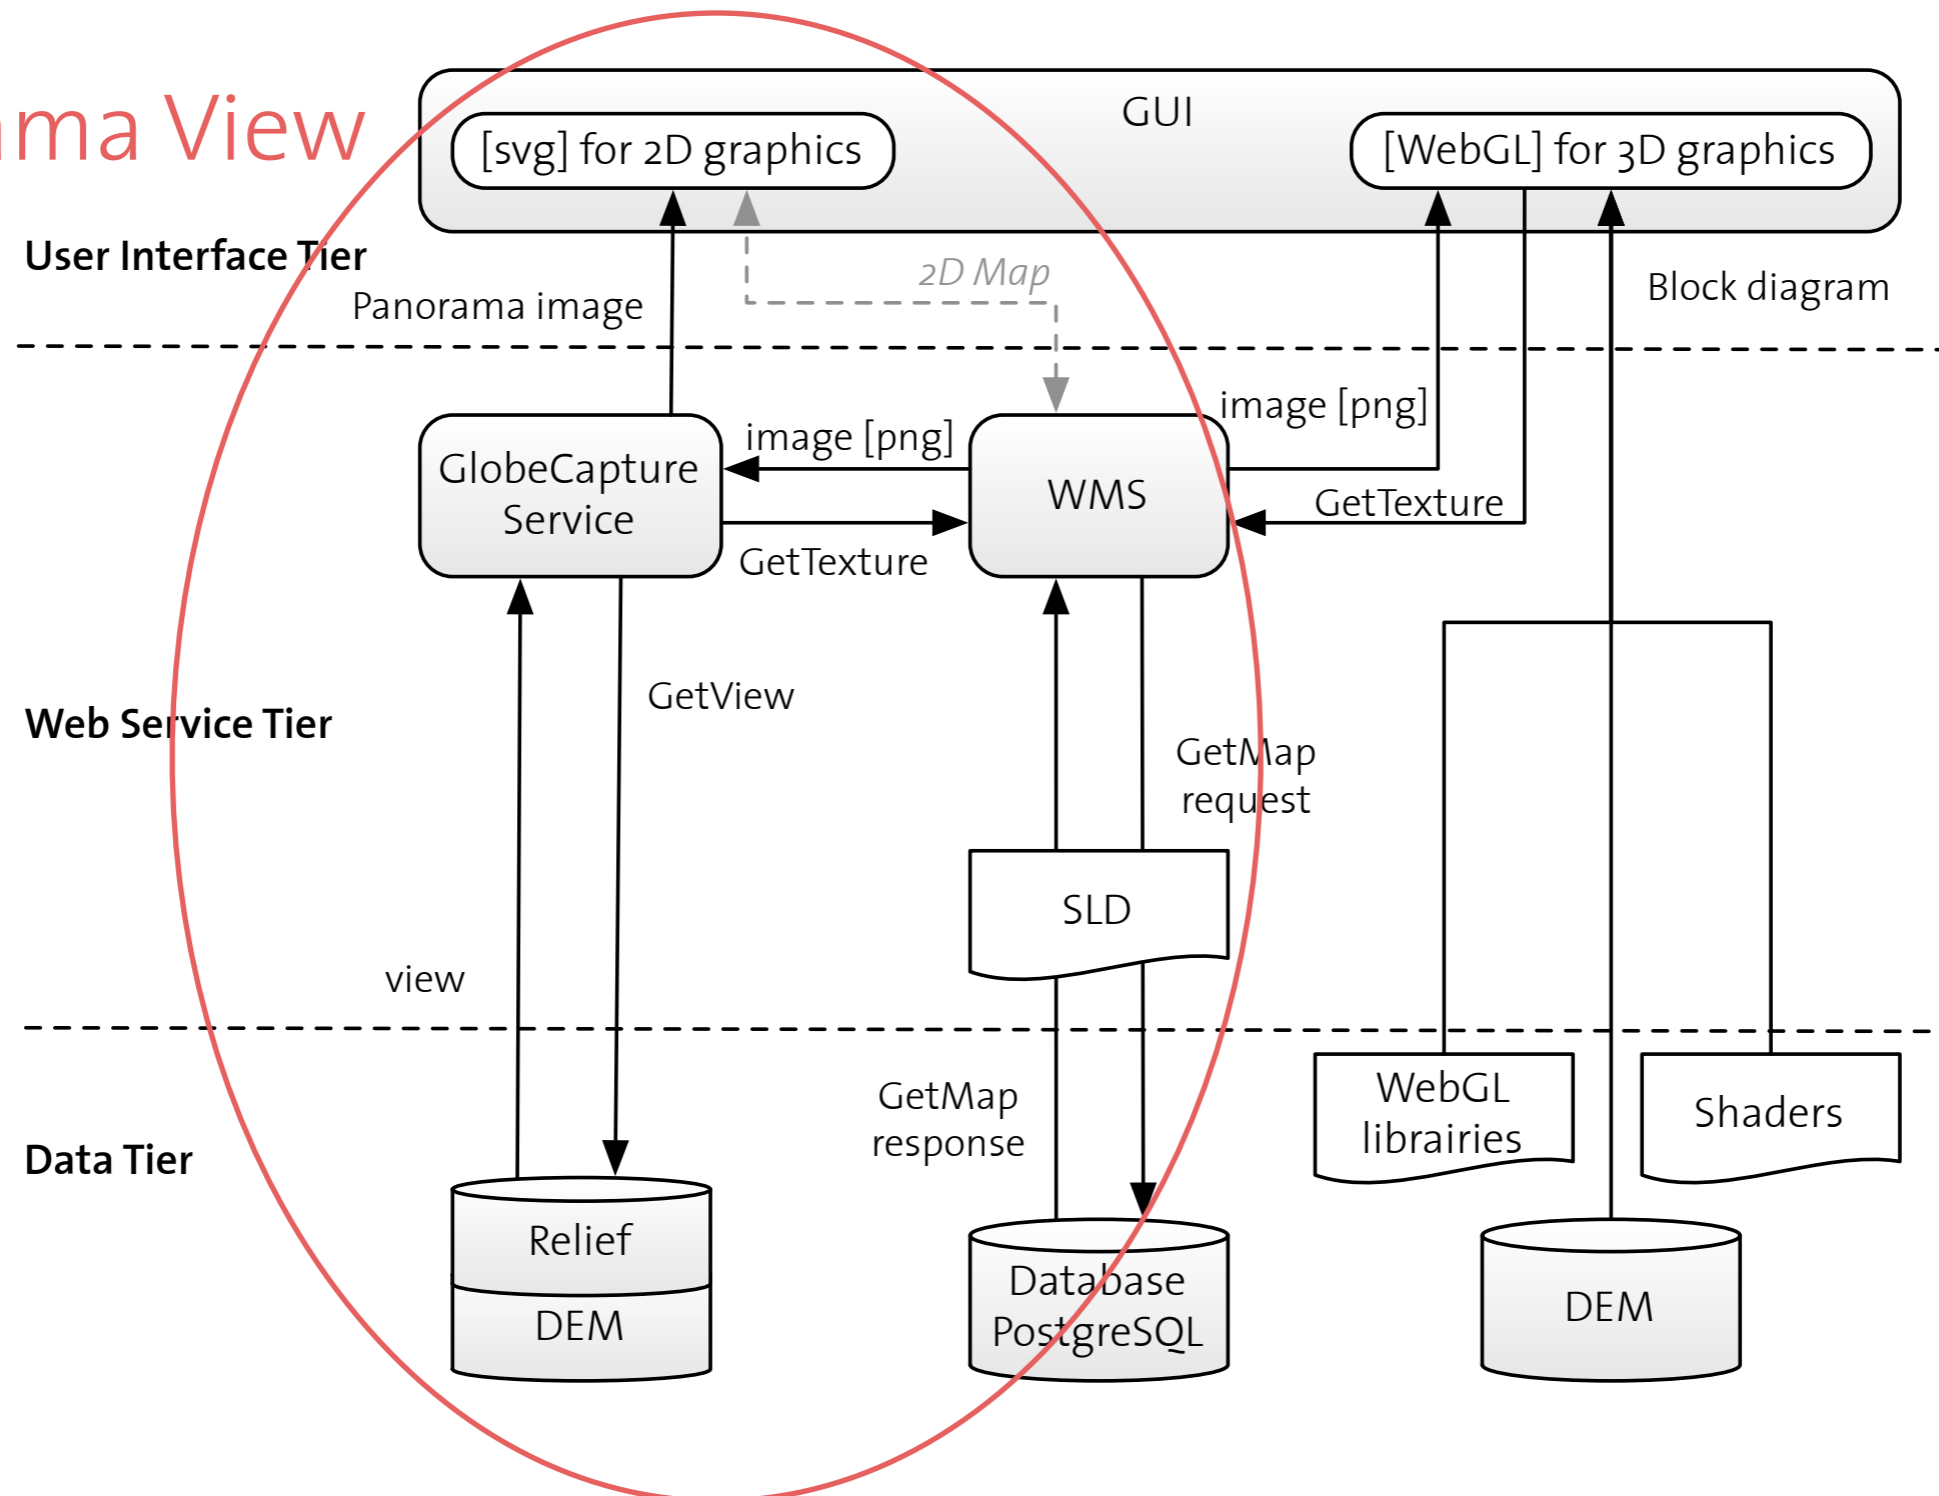 ama View
GUI
[svg] for 2D graphics
[WebGL] for 3D graphics
User Interface Tier
2D Map
Panorama image
Block diagram
image [png]
image [png]
GlobeCapture
Service
WMS
GetTexture
GetTexture
GetView
Web Service Tier
GetMap
request
SLD
view
GetMap
response
WebGL
librairies
Shaders
Data Tier
Relief
DEM
Database
PostgreSQL
DEM